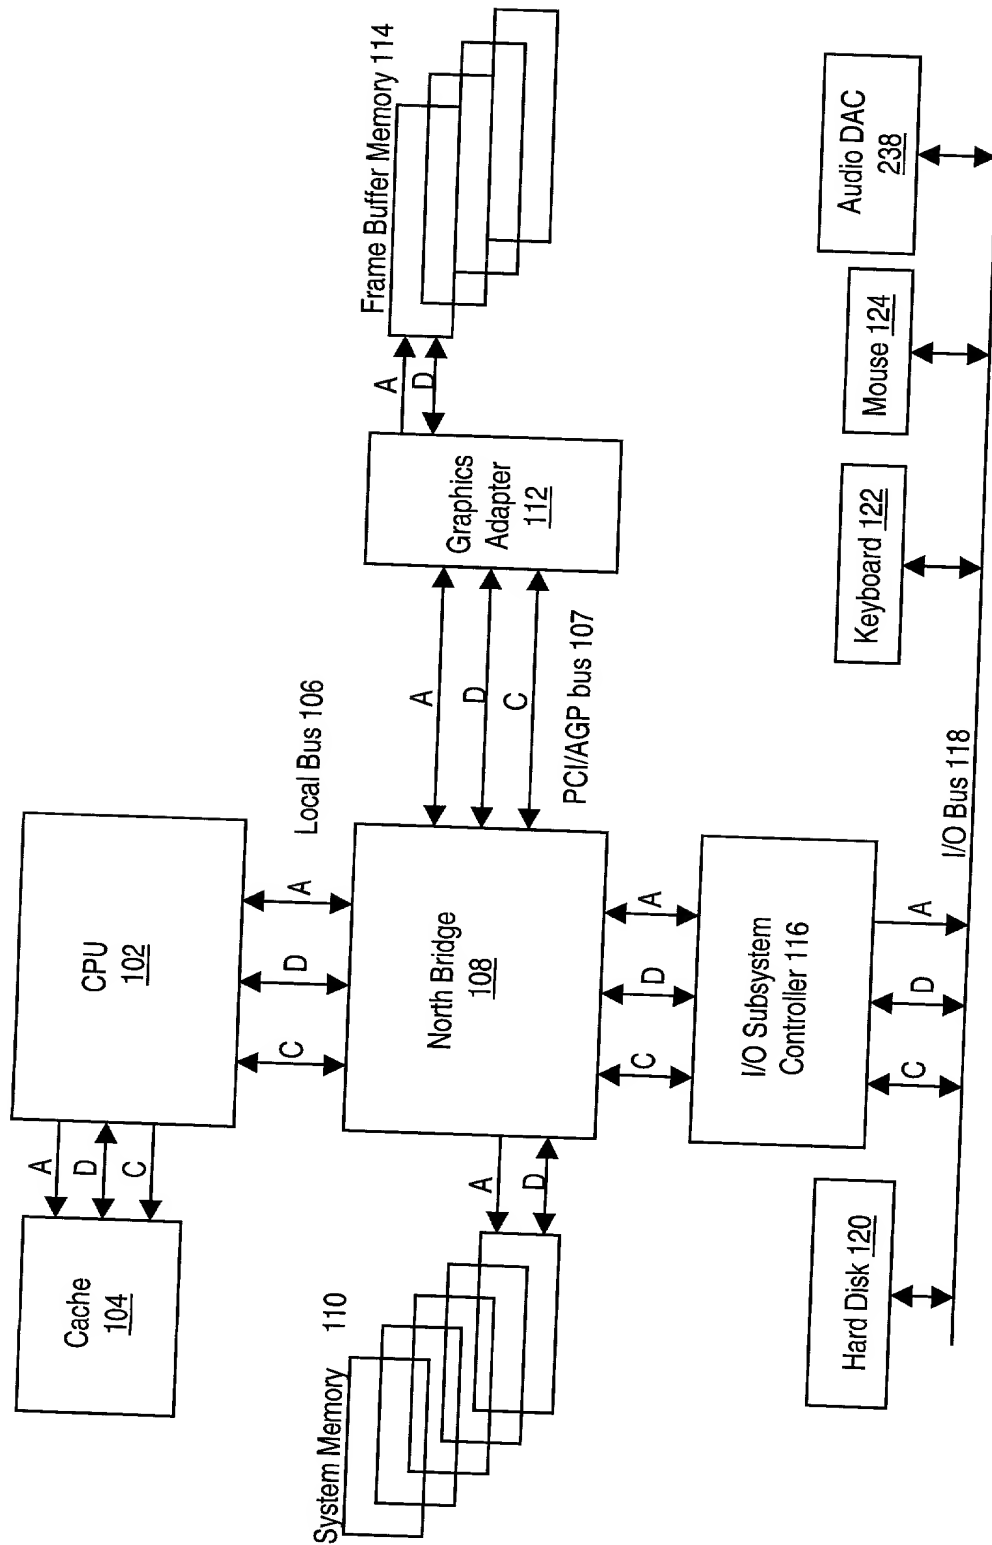 Cache
104
A
D
C
CPU
102
C
D
A
Local Bus 106
System Memory 110
A
D
North Bridge
108
A
D
C
PCI/AGP bus 107
Graphics
Adapter
112
A
D
Frame Buffer Memory 114
C
D
A
I/O Subsystem
Controller 116
C
D
A
I/O Bus 118
Hard Disk 120
Keyboard 122
Mouse 124
Audio DAC
238